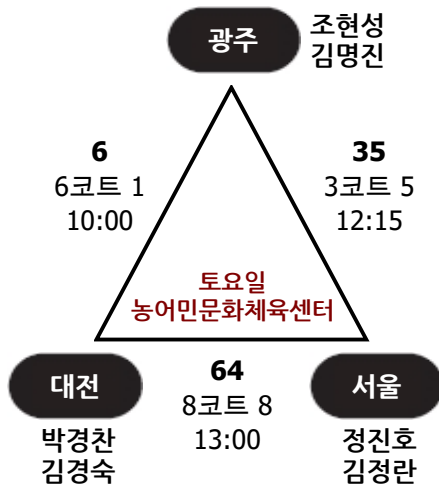 광주
조현성
김명진
6
6코트 1
10:00
35
3코트 5
12:15
토요일
농어민문화체육센터
대전
박경찬
김경숙
64
8코트 8
13:00
서울
정진호
김정란